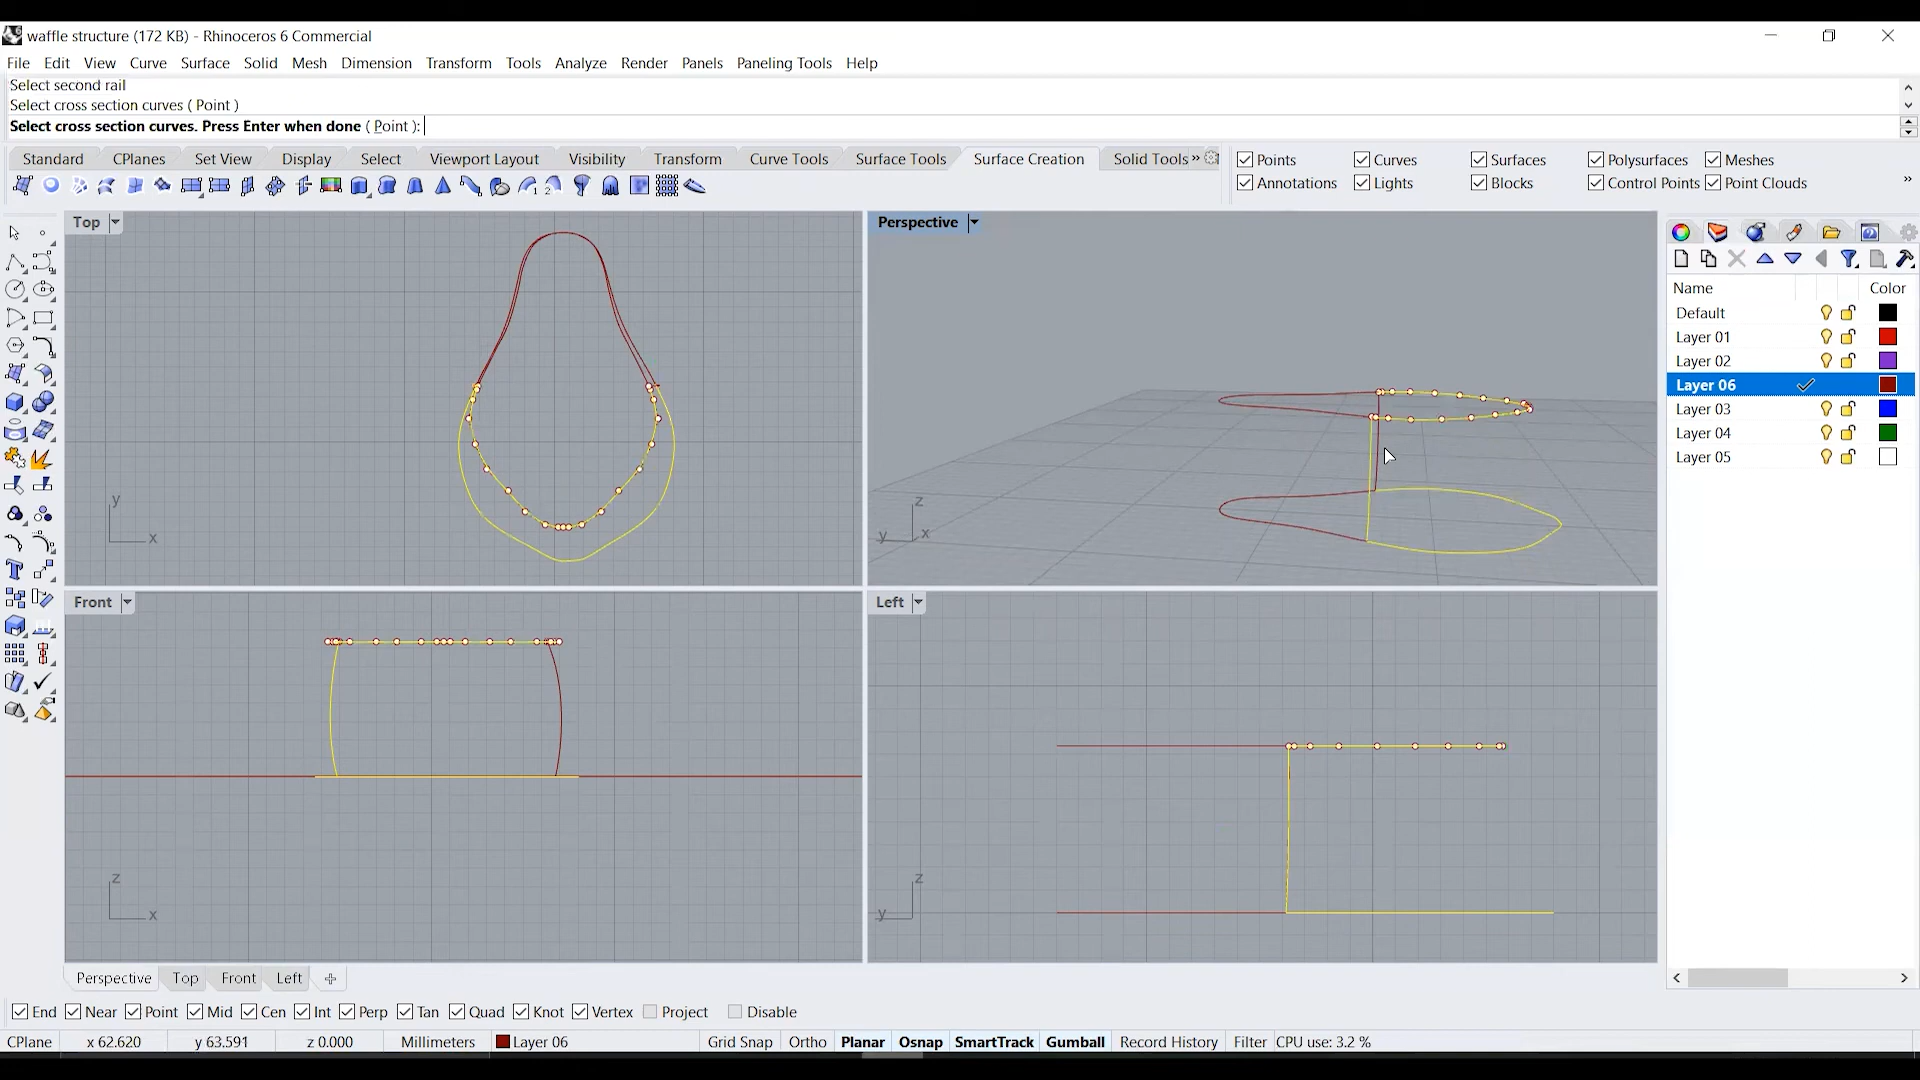 waffle structure (172 KB) - Rhinoceros 6 Commercial
File Edit View Curve Surface Solid Mesh Dimension Transform Tools Analyze Render Panels Paneling Tools Help
Select second rail
Select cross section curves ( Point )
Select cross section curves. Press Enter when done ( Point ):
Standard CPlanes Set View Display Select Viewport Layout Visibility Transform Curve Tools Surface Tools Surface Creation Solid Tools »
Points Curves Surfaces Polysurfaces Meshes
Annotations Lights Blocks Control Points Point Clouds »
Top
Perspective
Name Color
Default
Layer 01
Layer 02
Layer 06
Layer 03
Layer 04
Layer 05
y
x
z
y x
Front
Left
z
x
z
y
Perspective Top Front Left
End Near Point Mid Cen Int Perp Tan Quad Knot Vertex Project Disable
CPlane x 62.620 y 63.591 z 0.000 Millimeters Layer 06 Grid Snap Ortho Planar Osnap SmartTrack Gumball Record History Filter CPU use: 3.2 %